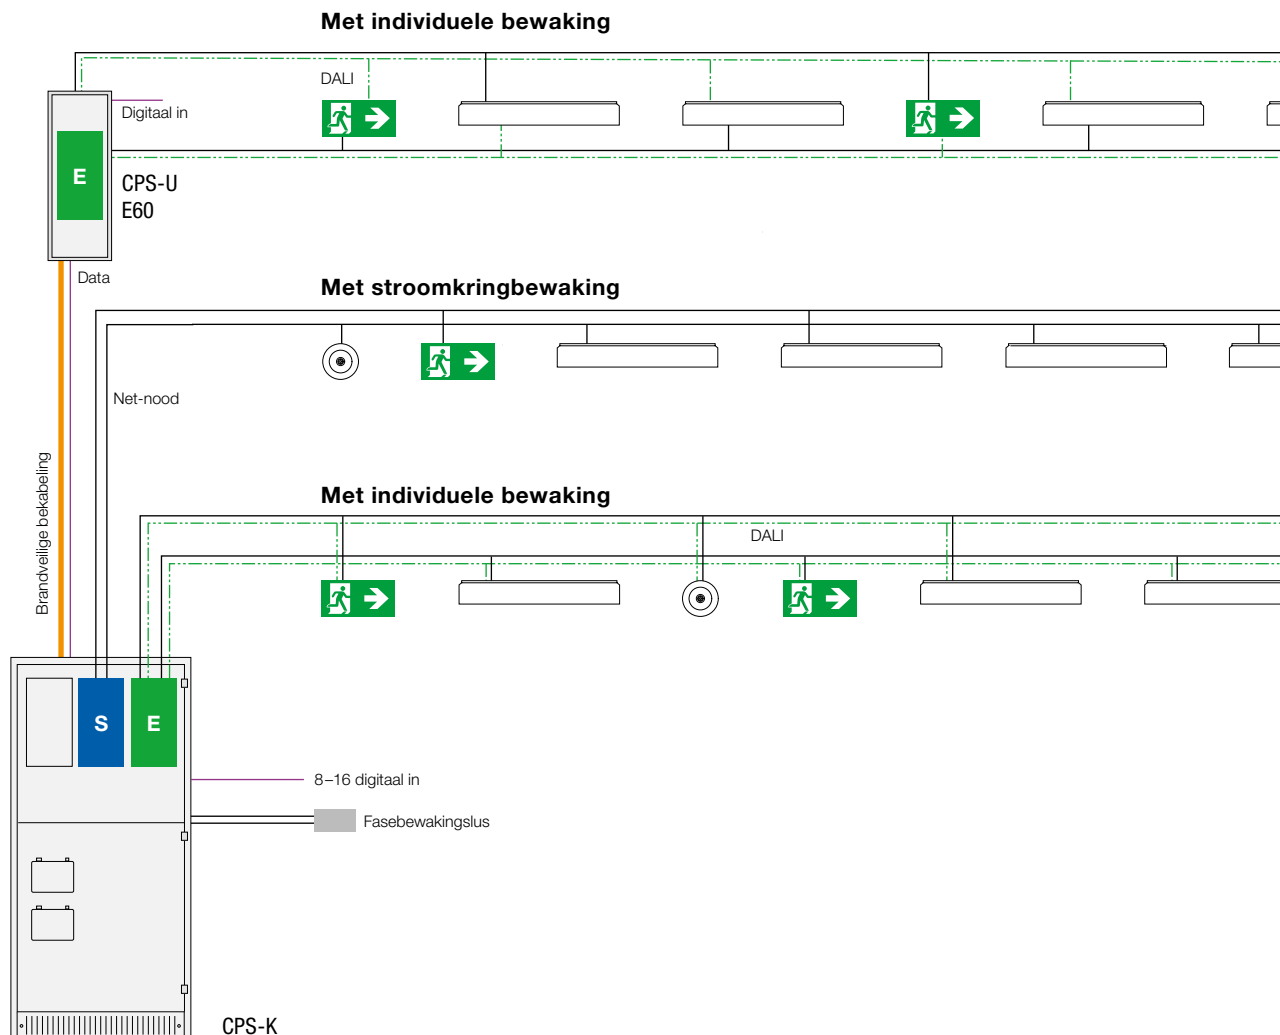 Met individuele bewaking
DALI
Digitaal in
E
CPS-U
E60
Data
Met stroomkringbewaking
Net-nood
Brandveilige bekabeling
Met individuele bewaking
DALI
S
E
8–16 digitaal in
Fasebewakingslus
CPS-K